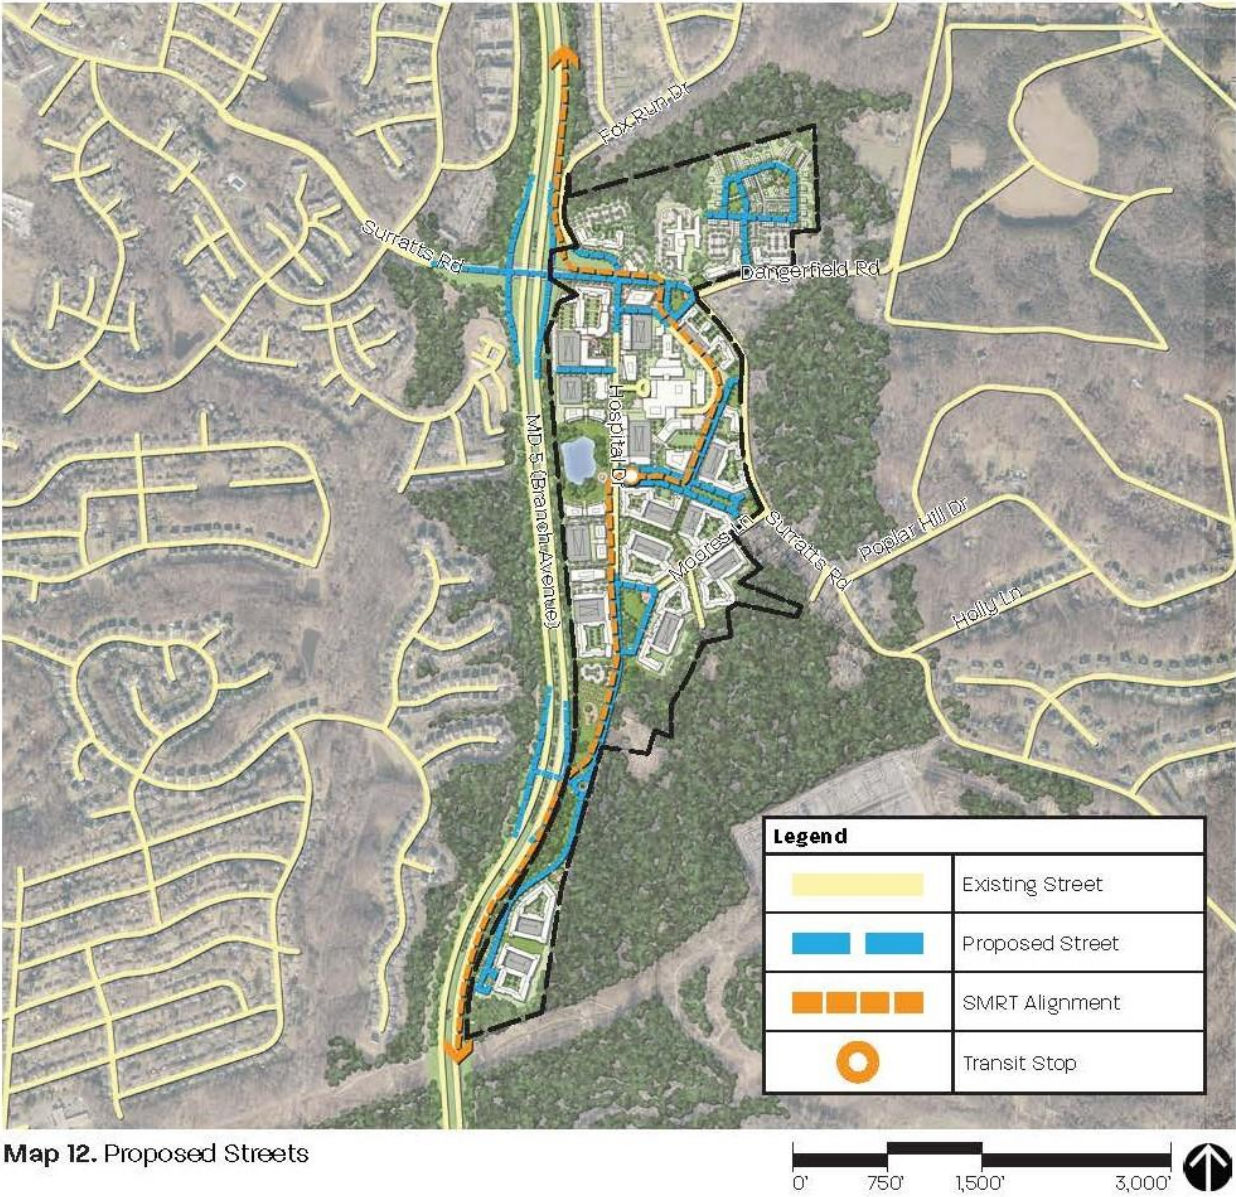 Fox Run Dr
Surratts Rd
Dangerfield Rd
Hospital Dr
MD 5 (Branch Avenue)
Moores Ln
Surratts Rd
Poplar Hill Dr
Holly Ln
Legend
Existing Street
Proposed Street
SMRT Alignment
Transit Stop
Map 12. Proposed Streets
0' 750' 1,500' 3,000'